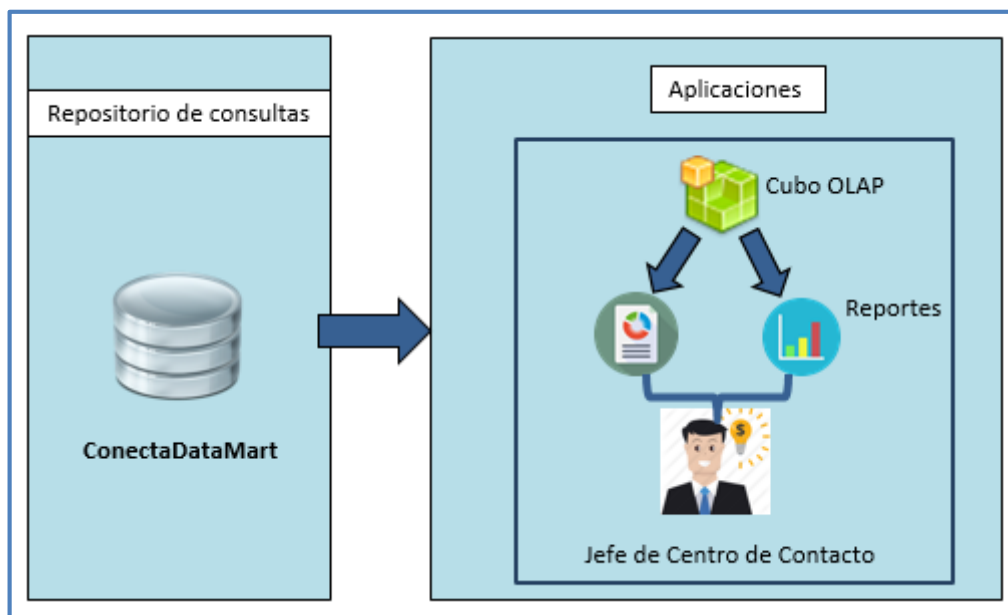 Repositorio de consultas
ConectaDataMart
Aplicaciones
Cubo OLAP
Reportes
$
Jefe de Centro de Contacto